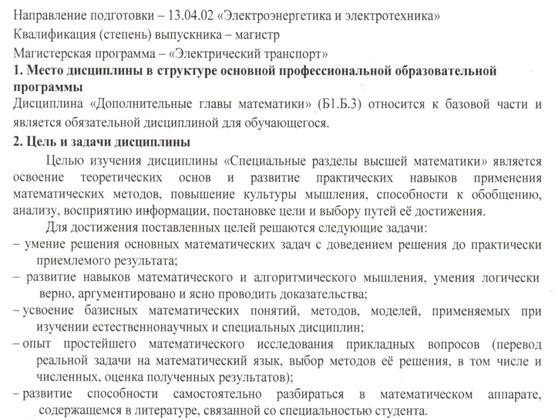 Направление подготовки – 13.04.02 «Электроэнергетика и электротехника»
Квалификация (степень) выпускника – магистр
Магистерская программа – «Электрический транспорт»
1. Место дисциплины в структуре основной профессиональной образовательной
программы
Дисциплина «Дополнительные главы математики» (Б1.Б.3) относится к базовой части и
является обязательной дисциплиной для обучающегося.
2. Цель и задачи дисциплины
Целью изучения дисциплины «Специальные разделы высшей математики» является
освоение теоретических основ и развитие практических навыков применения
математических методов, повышение культуры мышления, способности к обобщению,
анализу, восприятию информации, постановке цели и выбору путей её достижения.
Для достижения поставленных целей решаются следующие задачи:
– умение решения основных математических задач с доведением решения до практически
приемлемого результата;
– развитие навыков математического и алгоритмического мышления, умения логически
верно, аргументировано и ясно проводить доказательства;
– усвоение базисных математических понятий, методов, моделей, применяемых при
изучении естественнонаучных и специальных дисциплин;
– опыт простейшего математического исследования прикладных вопросов (перевод
реальной задачи на математический язык, выбор методов её решения, в том числе и
численных, оценка полученных результатов);
– развитие способности самостоятельно разбираться в математическом аппарате,
содержащемся в литературе, связанной со специальностью студента.